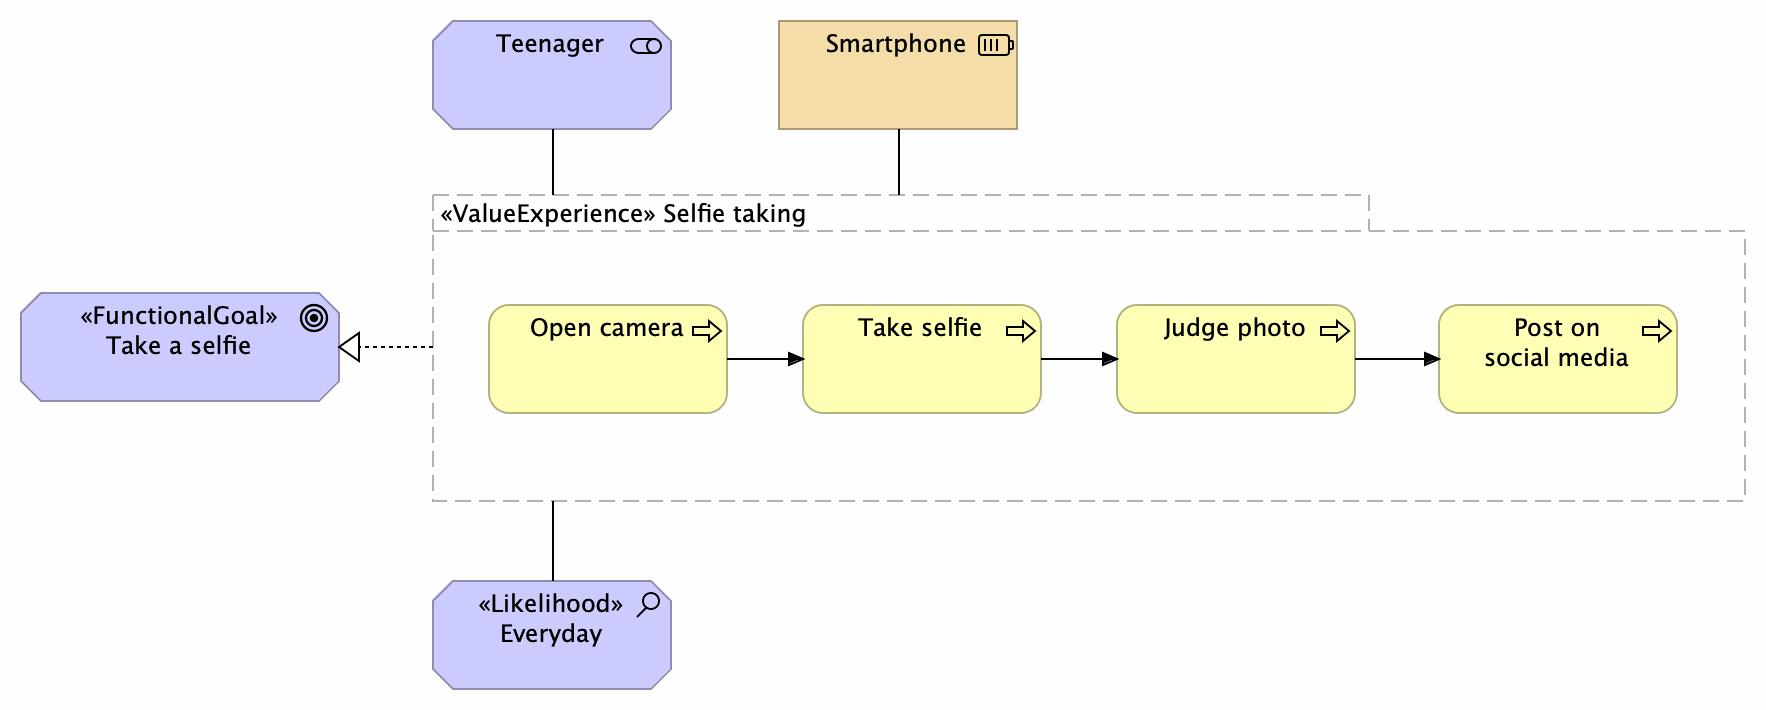 Teenager
Smartphone
«ValueExperience» Selfie taking
«FunctionalGoal»
Take a selfie
Open camera
Take selfie
Judge photo
Post on
social media
«Likelihood»
Everyday